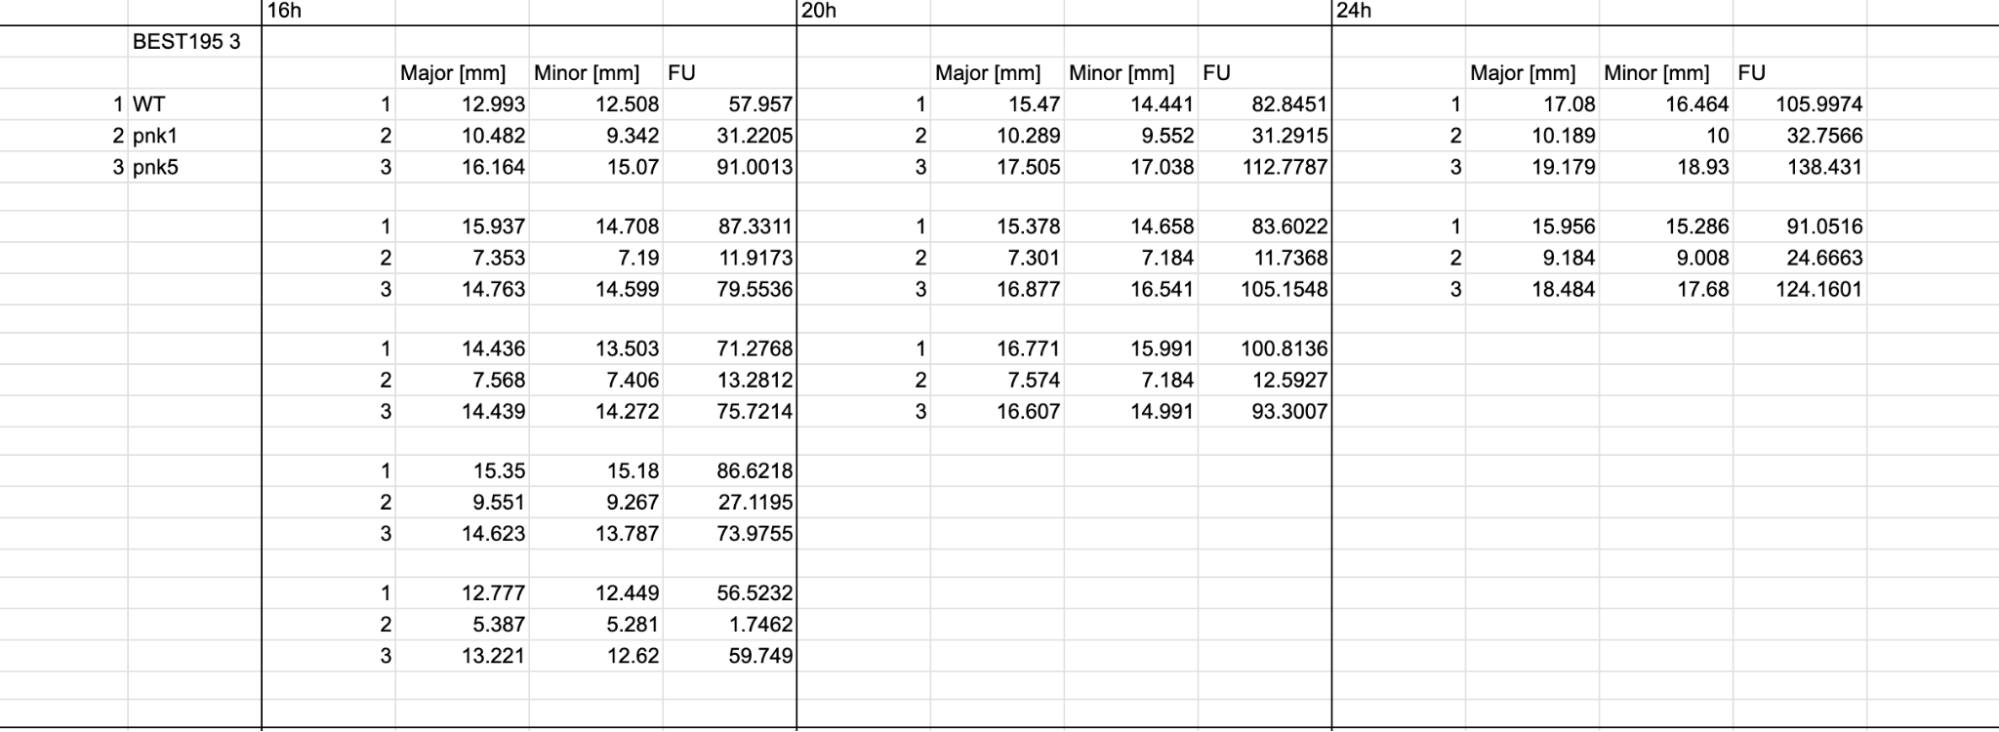 16h 20h 24h
BEST195 3
Major [mm] Minor [mm] FU Major [mm] Minor [mm] FU Major [mm] Minor [mm] FU
1 WT 1 12.993 12.508 57.957 1 15.47 14.441 82.8451 1 17.08 16.464 105.9974
2 pnk1 2 10.482 9.342 31.2205 2 10.289 9.552 31.2915 2 10.189 10 32.7566
3 pnk5 3 16.164 15.07 91.0013 3 17.505 17.038 112.7787 3 19.179 18.93 138.431
1 15.937 14.708 87.3311 1 15.378 14.658 83.6022 1 15.956 15.286 91.0516
2 7.353 7.19 11.9173 2 7.301 7.184 11.7368 2 9.184 9.008 24.6663
3 14.763 14.599 79.5536 3 16.877 16.541 105.1548 3 18.484 17.68 124.1601
1 14.436 13.503 71.2768 1 16.771 15.991 100.8136
2 7.568 7.406 13.2812 2 7.574 7.184 12.5927
3 14.439 14.272 75.7214 3 16.607 14.991 93.3007
1 15.35 15.18 86.6218
2 9.551 9.267 27.1195
3 14.623 13.787 73.9755
1 12.777 12.449 56.5232
2 5.387 5.281 1.7462
3 13.221 12.62 59.749